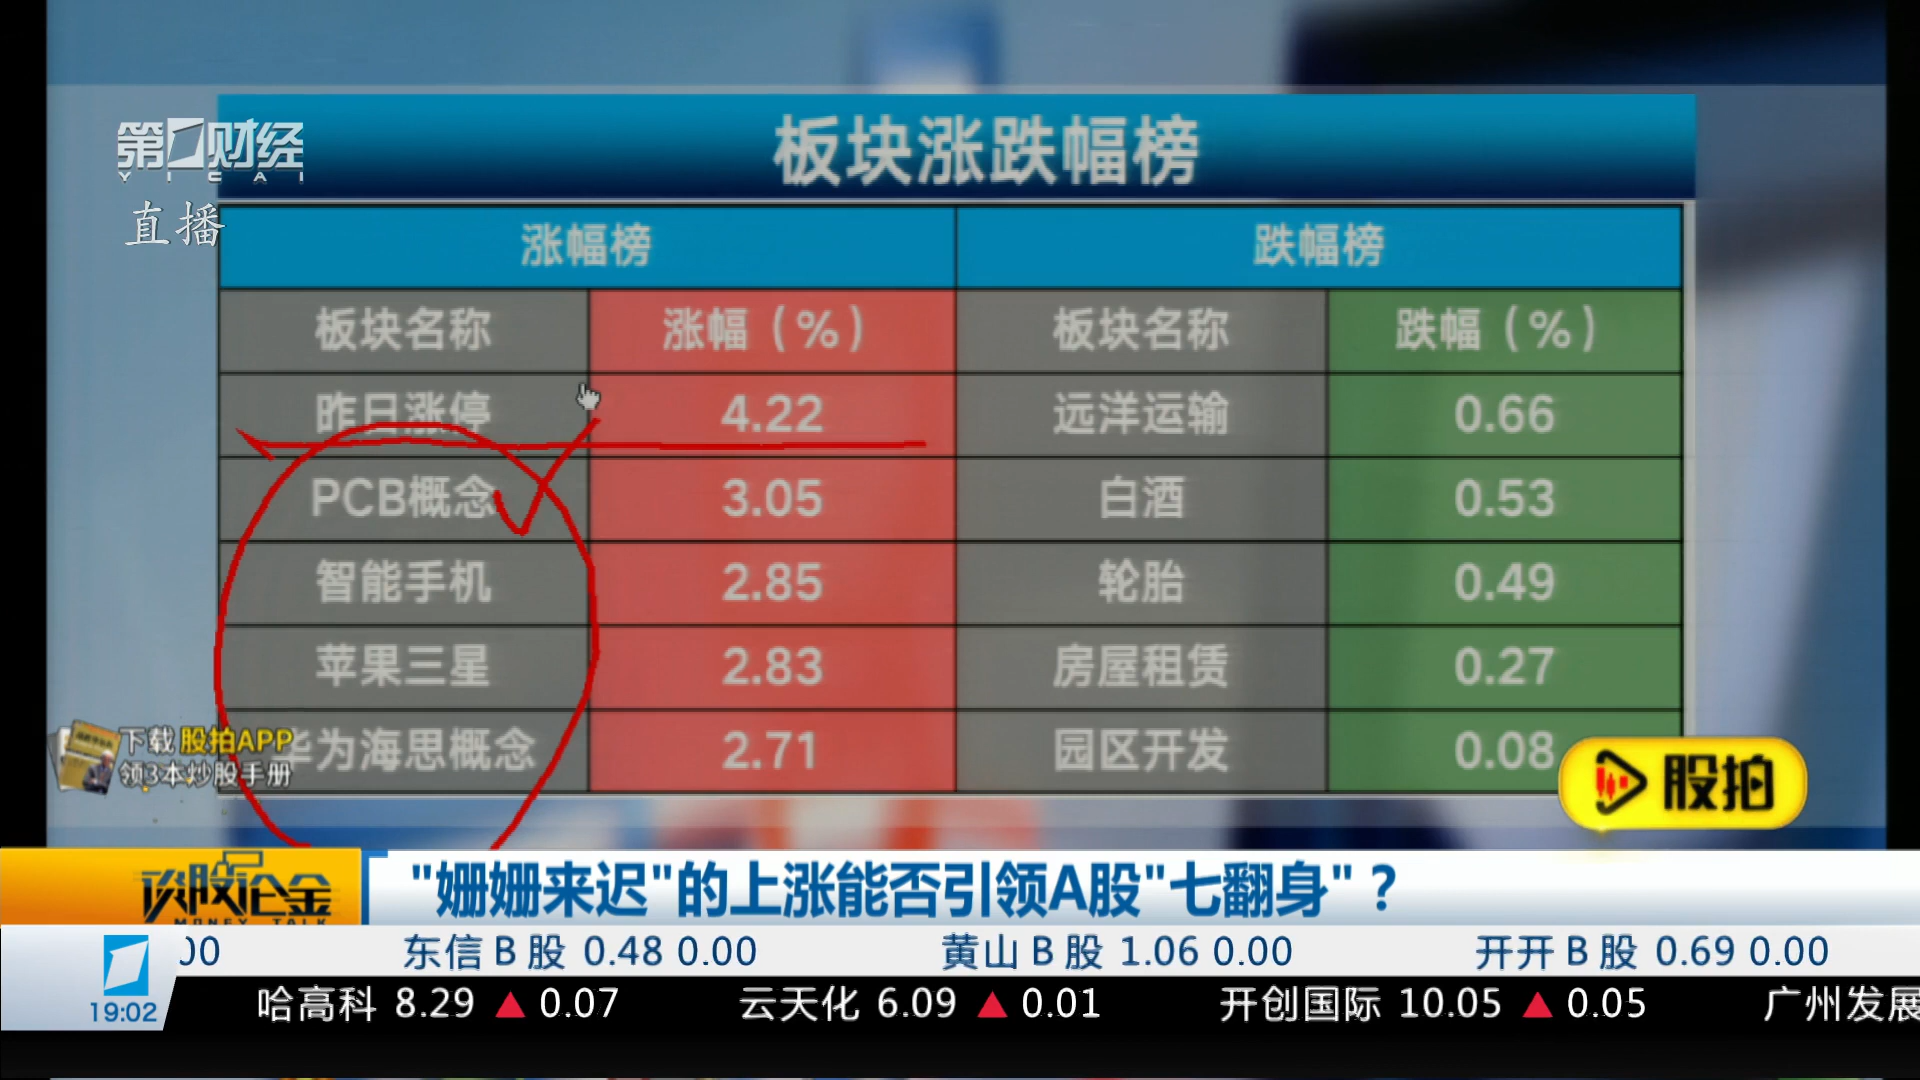 板块涨跌幅榜
第一财经
YICAI
直播
涨幅榜 跌幅榜
板块名称 涨幅（%） 板块名称 跌幅（%）
昨日涨停 4.22 远洋运输 0.66
PCB概念 3.05 白酒 0.53
智能手机 2.85 轮胎 0.49
苹果三星 2.83 房屋租赁 0.27
华为海思概念 2.71 园区开发 0.08
下载股拍APP
领3本炒股手册
股拍
谈股论金
MONEY TALK
"姗姗来迟"的上涨能否引领A股"七翻身"？
00 东信B股 0.48 0.00 黄山B股 1.06 0.00 开开B股 0.69 0.00
19:02
哈高科 8.29 ▲ 0.07 云天化 6.09 ▲ 0.01 开创国际 10.05 ▲ 0.05 广州发展